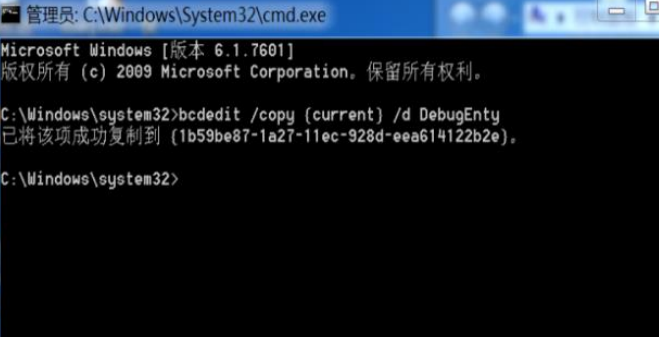 管理员: C:\Windows\System32\cmd.exe
Microsoft Windows [版本 6.1.7601]
版权所有 (c) 2009 Microsoft Corporation。保留所有权利。
C:\Windows\system32>bcdedit /copy {current} /d DebugEnty
已将该项成功复制到 {1b59be87-1a27-11ec-928d-eea614122b2e}。
C:\Windows\system32>